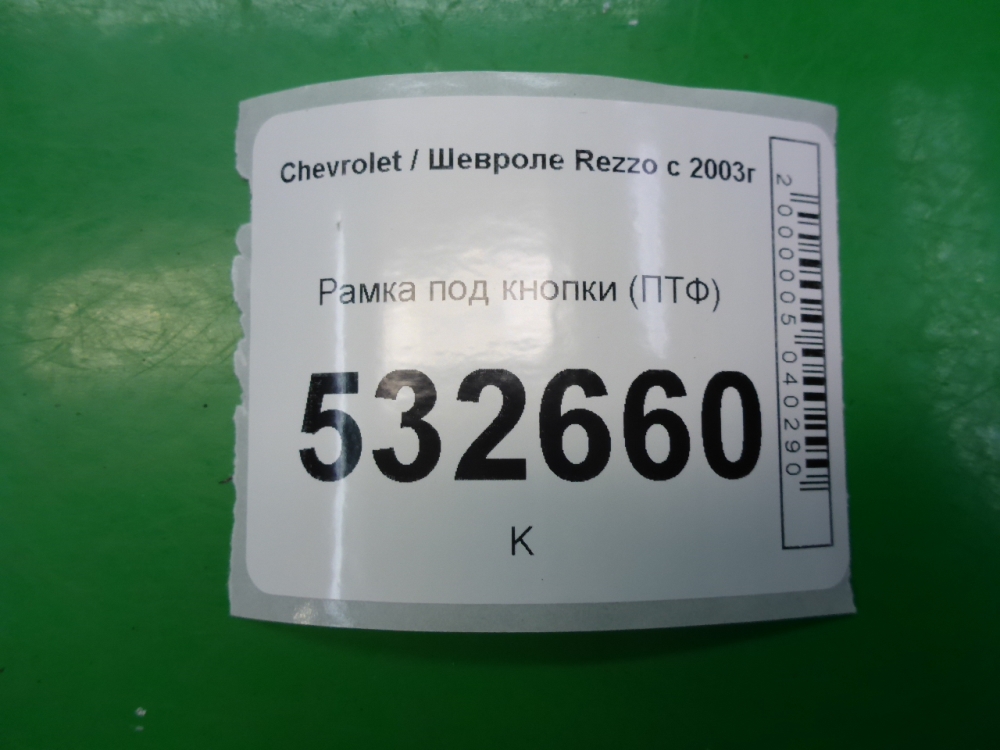 Chevrolet / Шевроле Rezzo с 2003г
Рамка под кнопки (ПТФ)
532660
К
2000005040290